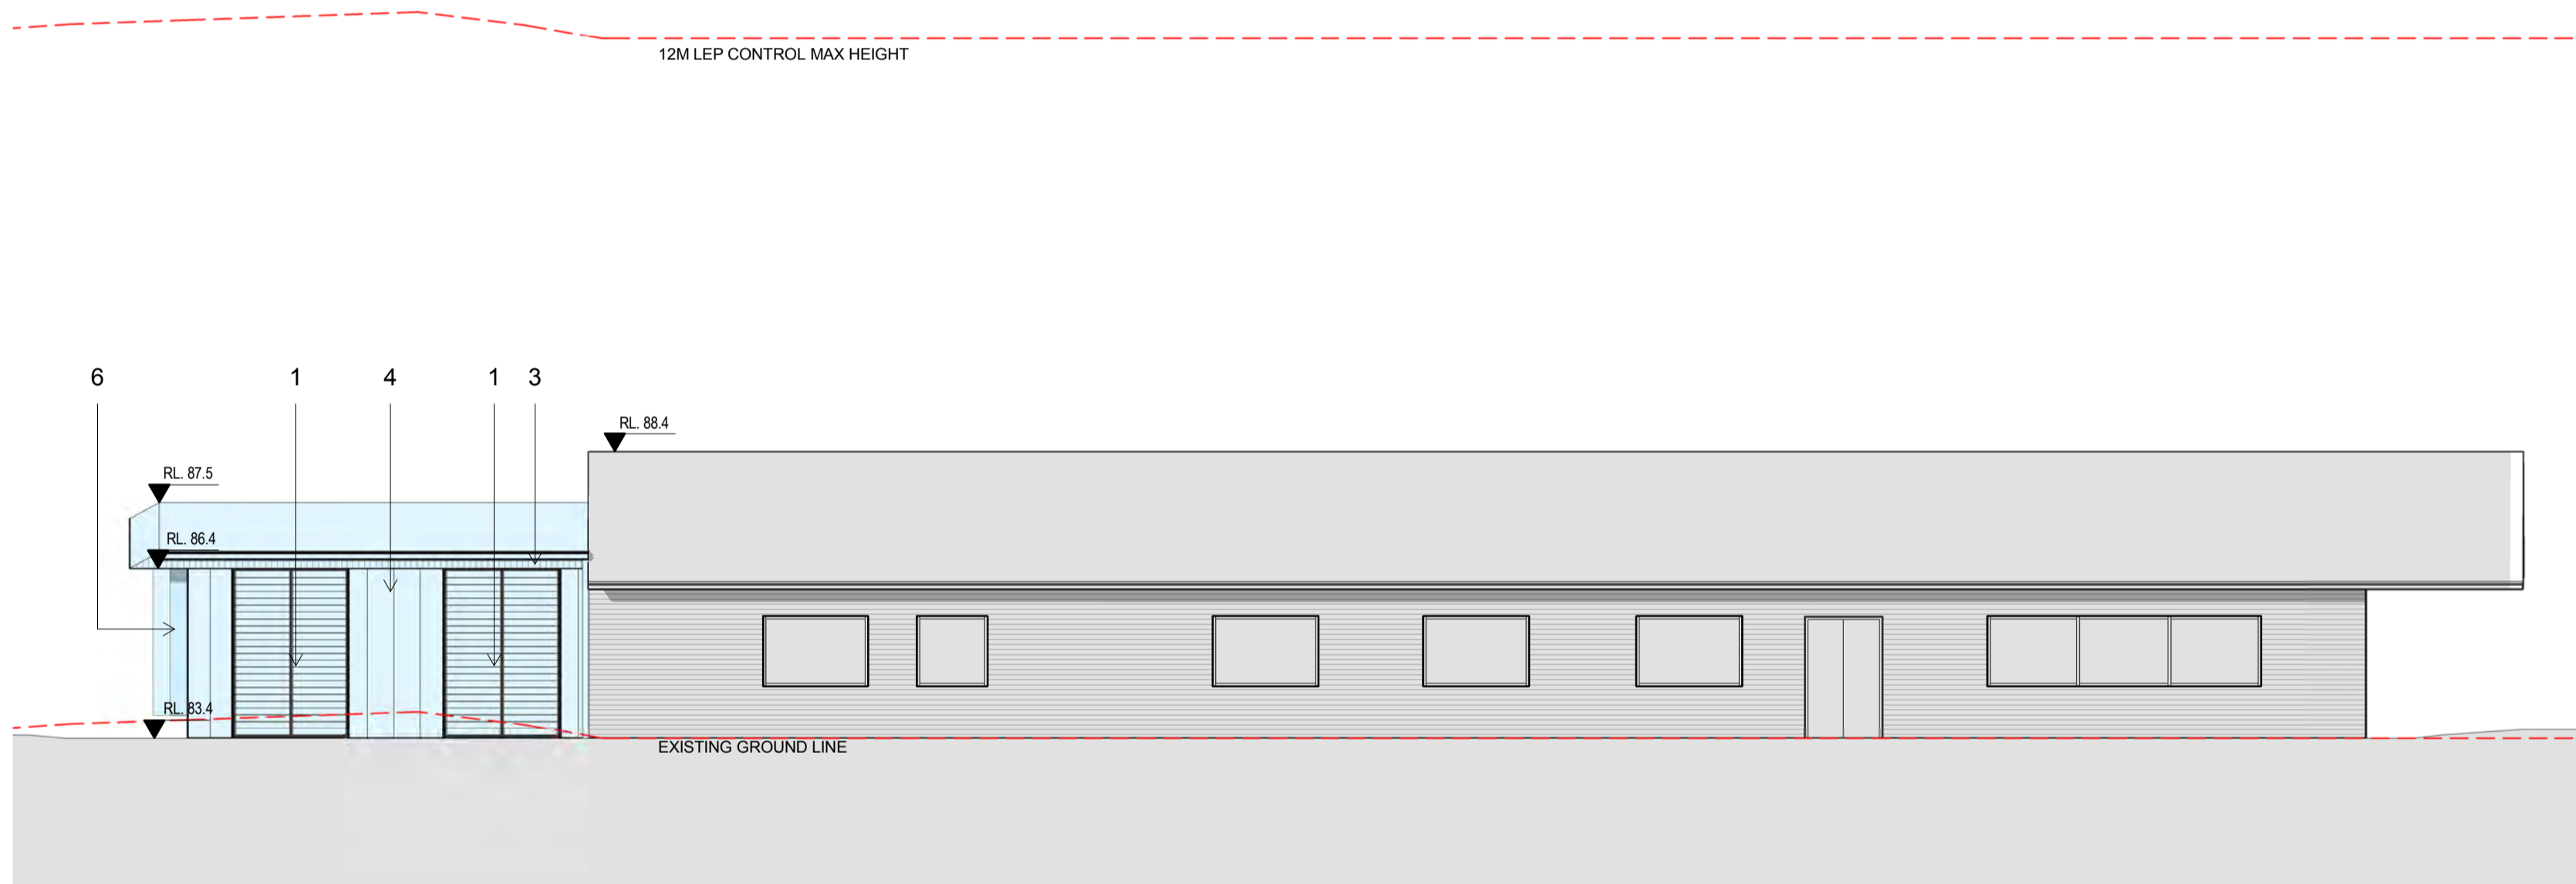 12M LEP CONTROL MAX HEIGHT
6 1 4 1 3
RL. 88.4
RL. 87.5
RL. 86.4
RL. 83.4
EXISTING GROUND LINE